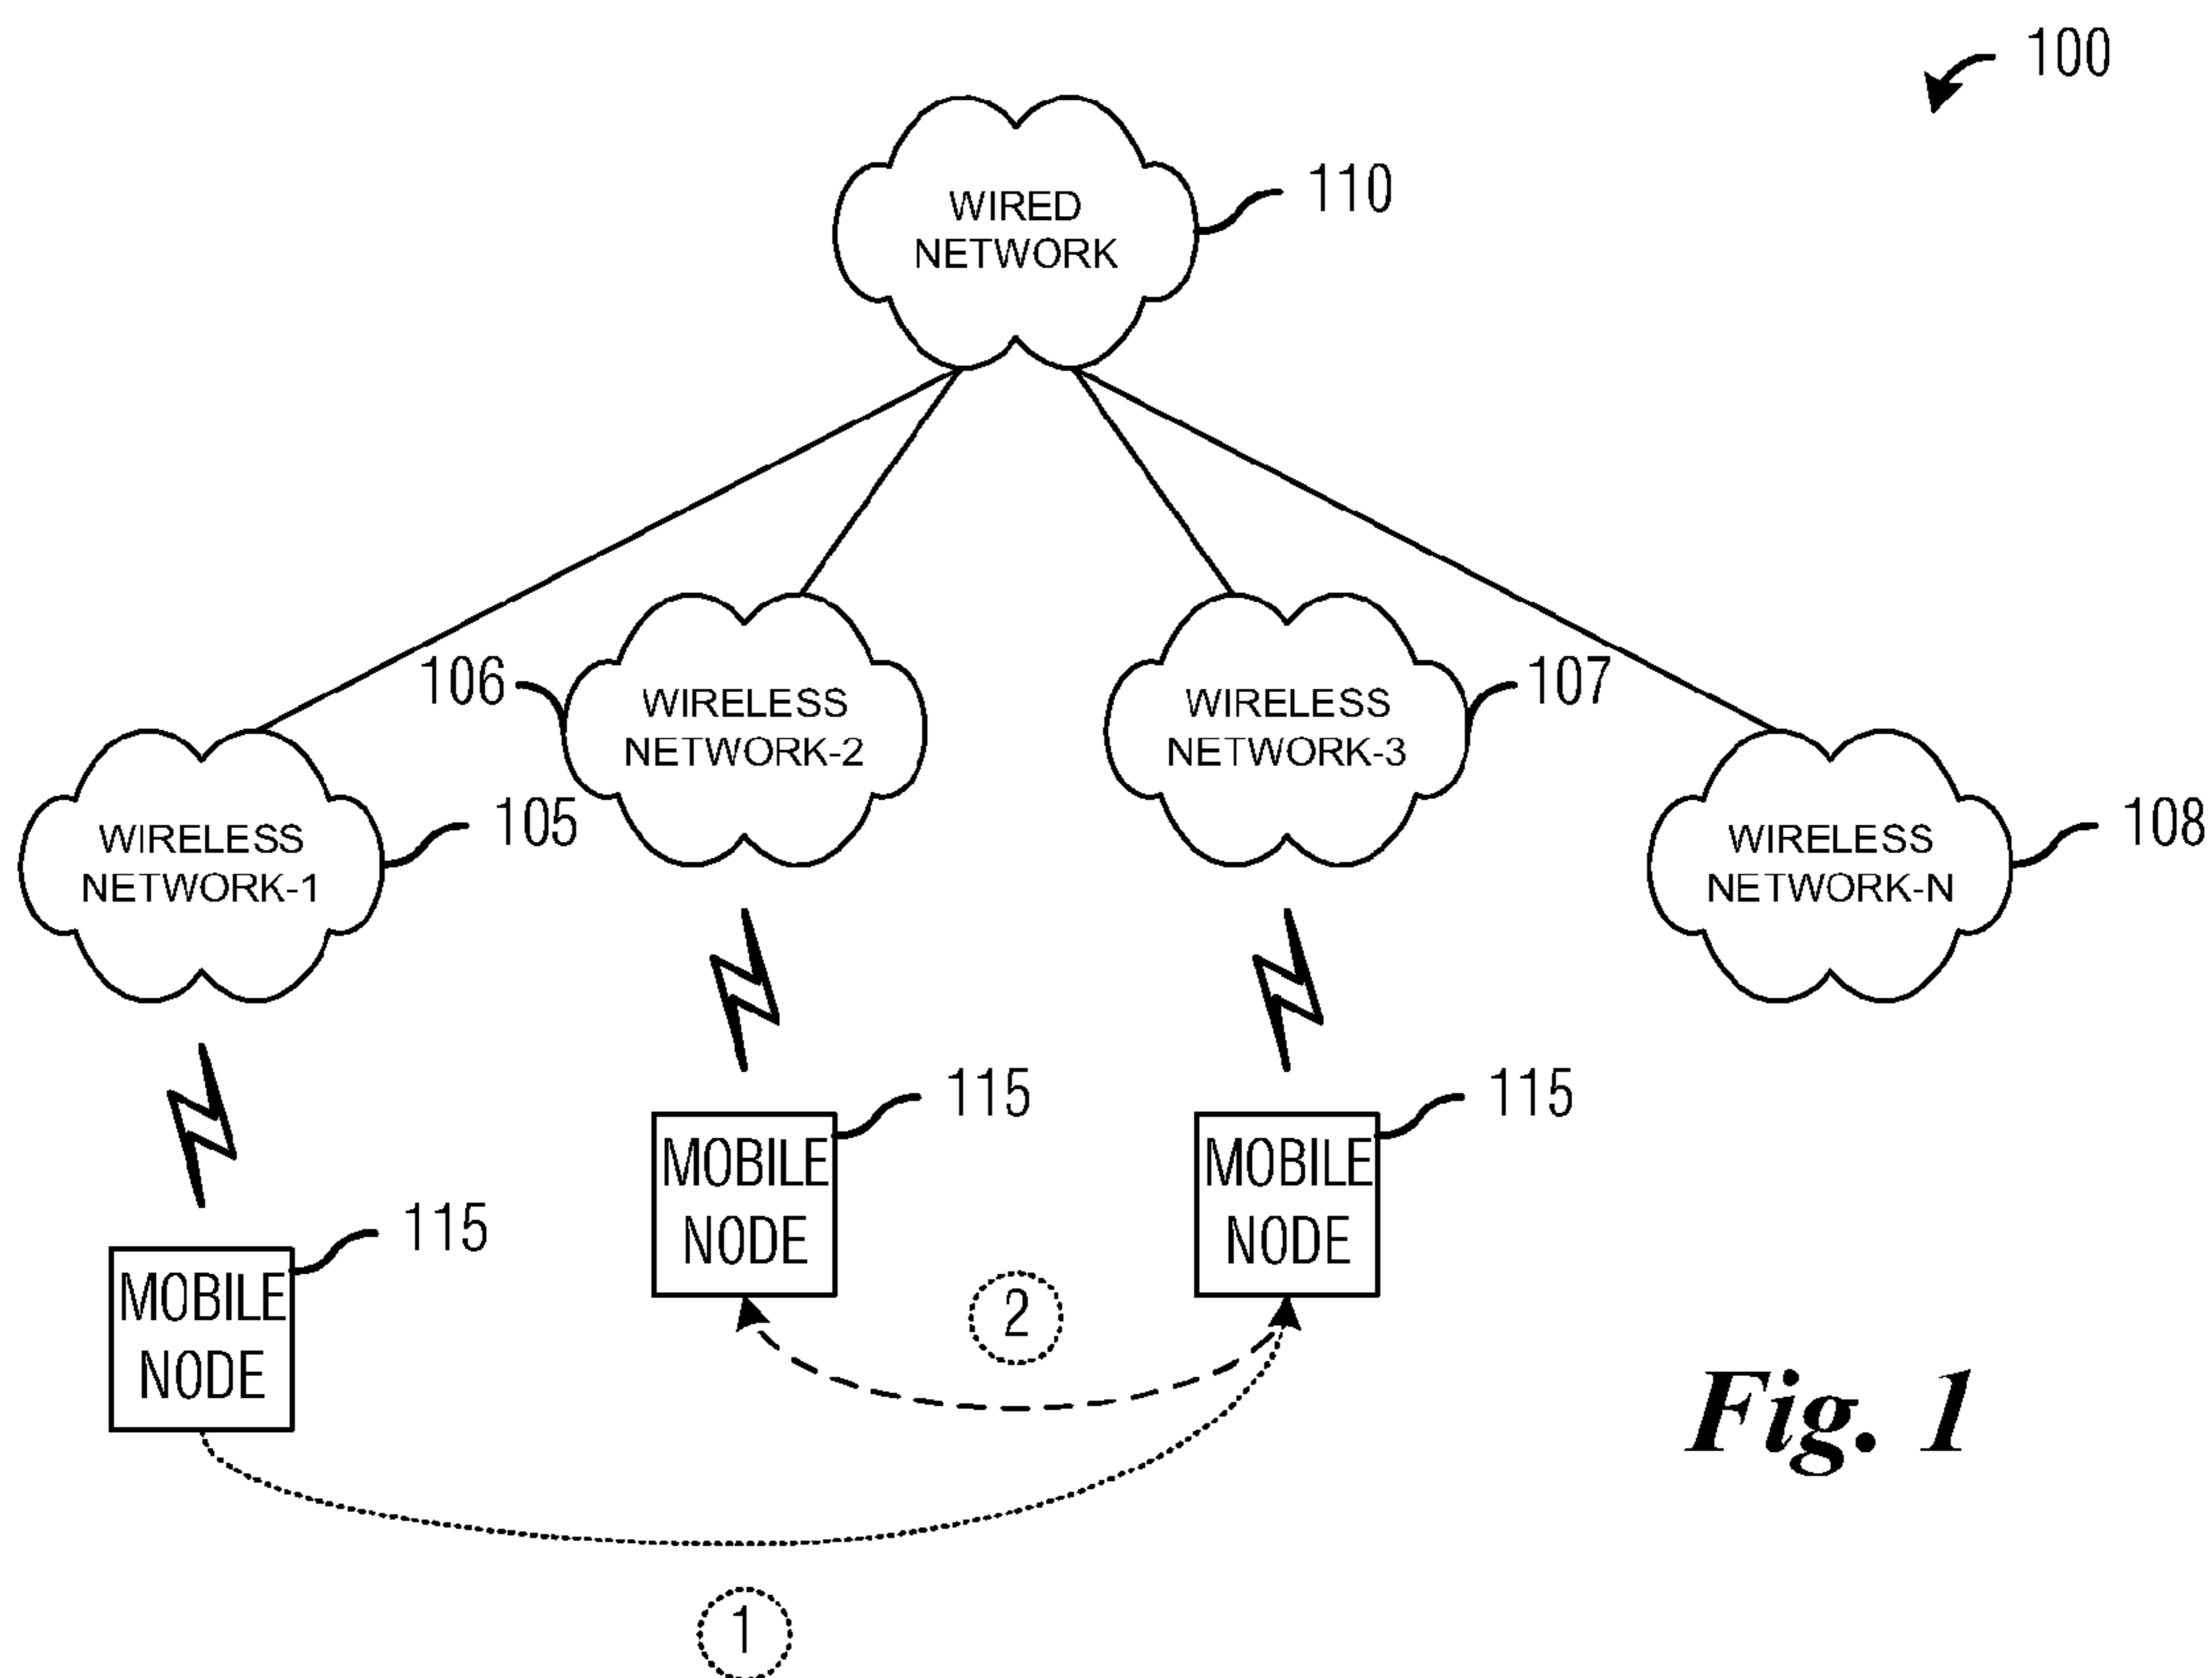 100
WIRED
NETWORK
110
106
WIRELESS
NETWORK-2
WIRELESS
NETWORK-3
107
WIRELESS
NETWORK-1
105
WIRELESS
NETWORK-N
108
MOBILE
NODE
115
MOBILE
NODE
115
MOBILE
NODE
115
2
1
Fig. 1